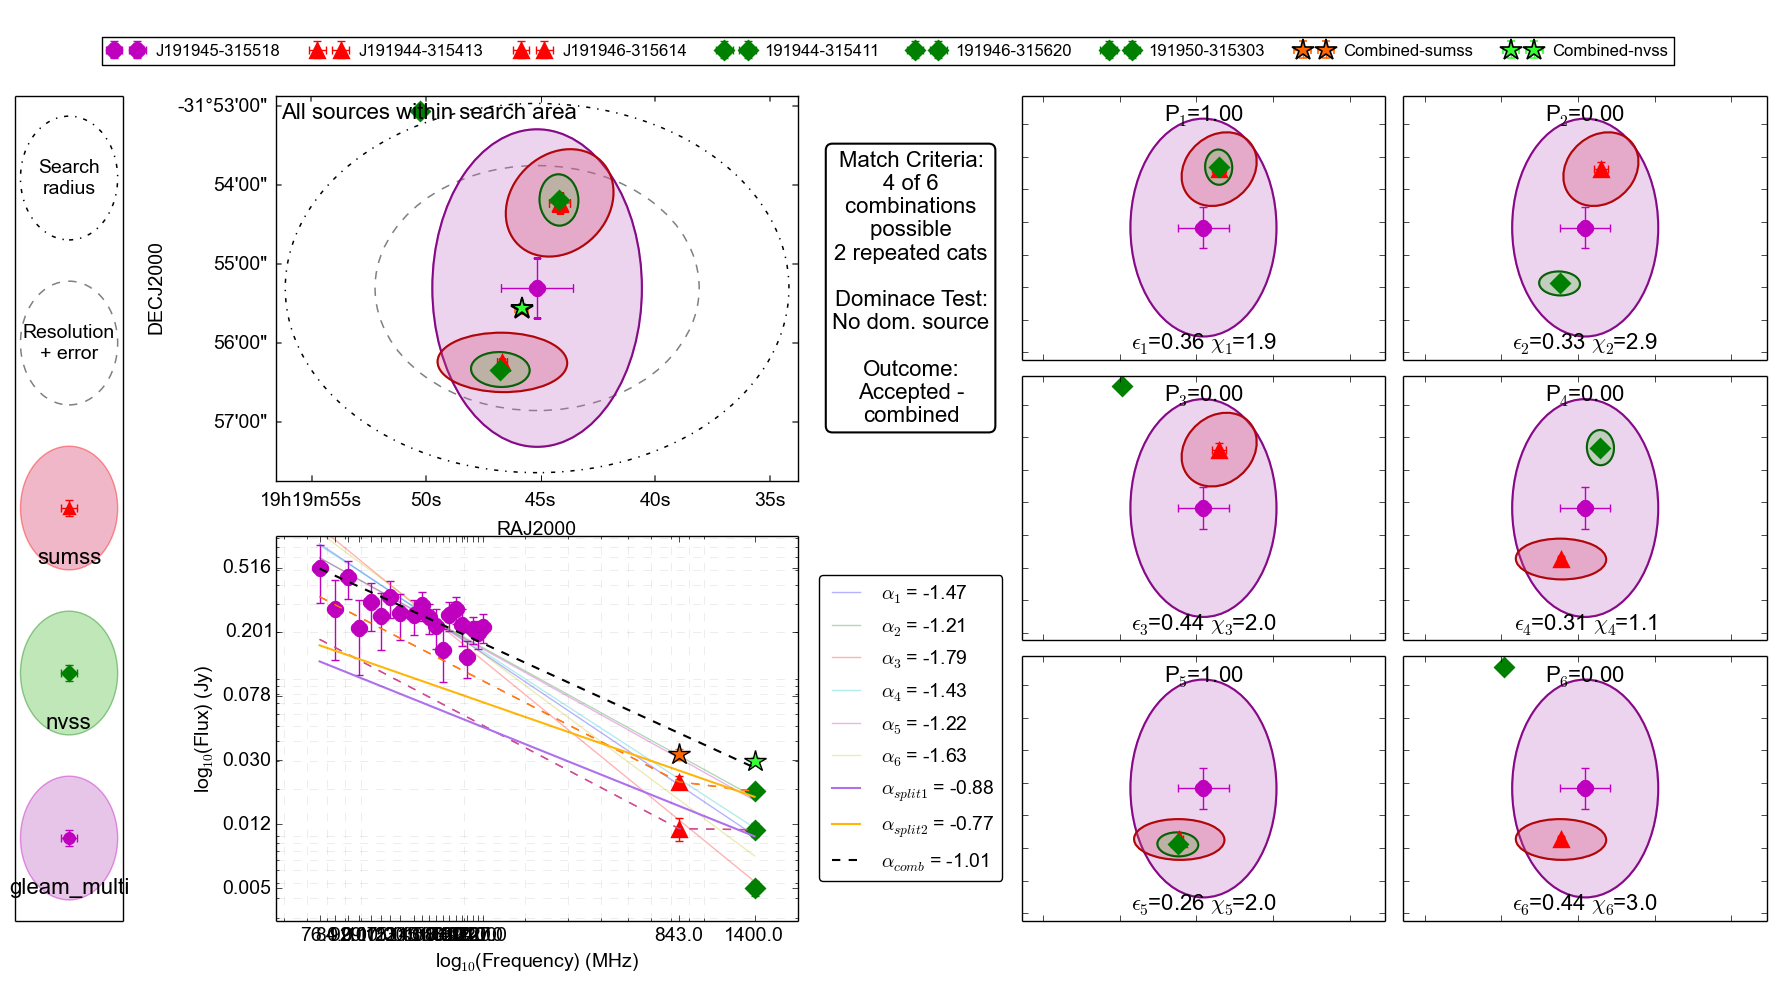 J191945-315518 J191944-315413 J191946-315614 191944-315411 191946-315620 191950-315303 Combined-sumss Combined-nvss
Search
radius
Resolution
+ error
sumss
nvss
gleam_multi
All sources within search area
-31°53'00"
54'00"
55'00"
56'00"
57'00"
DECJ2000
19h19m55s 50s 45s 40s 35s
RAJ2000
Match Criteria:
4 of 6
combinations
possible
2 repeated cats
Dominace Test:
No dom. source
Outcome:
Accepted -
combined
0.516
0.201
0.078
0.030
0.012
0.005
log10(Flux) (Jy)
843.0 1400.0
log10(Frequency) (MHz)
α1 = -1.47
α2 = -1.21
α3 = -1.79
α4 = -1.43
α5 = -1.22
α6 = -1.63
αsplit1 = -0.88
αsplit2 = -0.77
αcomb = -1.01
P1=1.00
ϵ1=0.36 χ1=1.9
P2=0.00
ϵ2=0.33 χ2=2.9
P3=0.00
ϵ3=0.44 χ3=2.0
P4=0.00
ϵ4=0.31 χ4=1.1
P5=1.00
ϵ5=0.26 χ5=2.0
P6=0.00
ϵ6=0.44 χ6=3.0